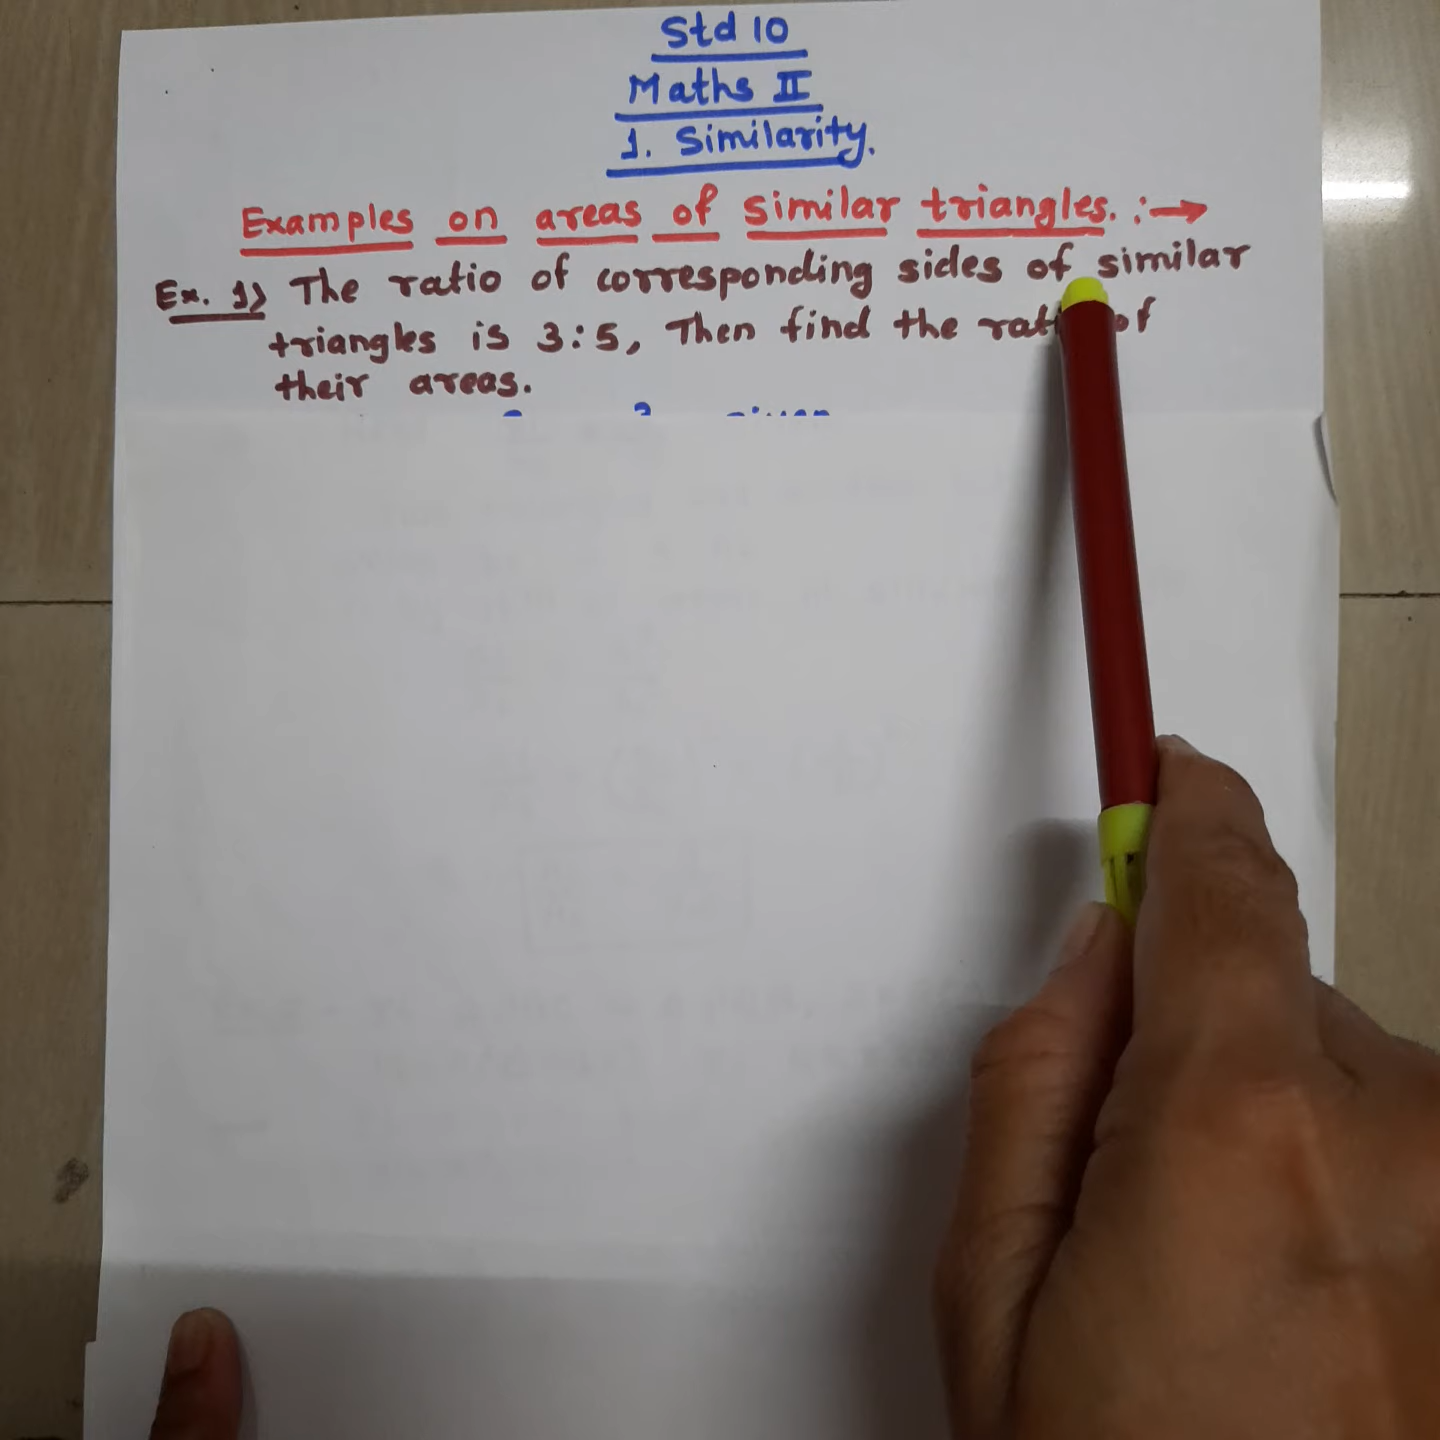 Std 10
Maths II
1. Similarity.
Examples on areas of similar triangles. :→
Ex. 1) The ratio of corresponding sides of similar
triangles is 3:5, Then find the of
their areas.